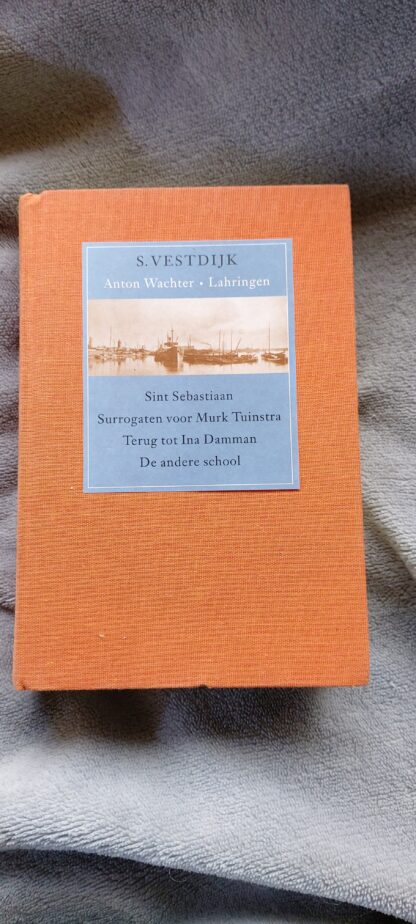 S. VESTDIJK
Anton Wachter • Lahringen
Sint Sebastiaan
Surrogaten voor Murk Tuinstra
Terug tot Ina Damman
De andere school